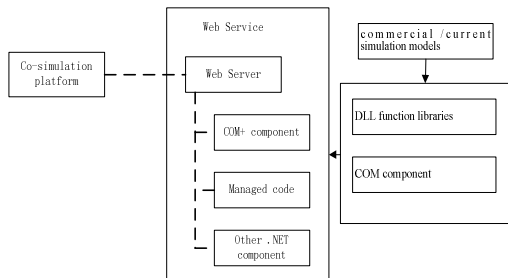 Web Service
Co-simulation
platform
Web Server
COM+ component
Managed code
Other .NET
component
commercial /current
simulation models
DLL function libraries
COM component